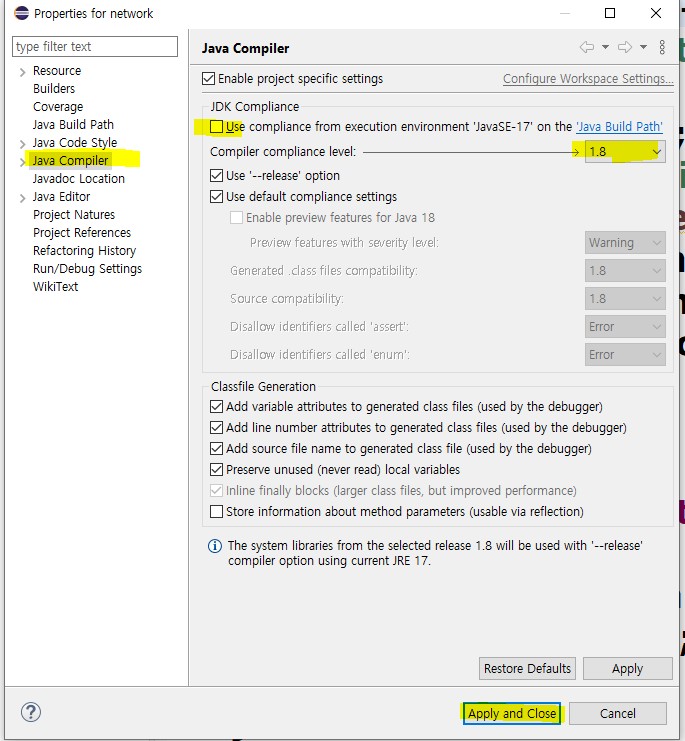 Properties for network
type filter text
Resource
Builders
Coverage
Java Build Path
Java Code Style
Java Compiler
Javadoc Location
Java Editor
Project Natures
Project References
Refactoring History
Run/Debug Settings
WikiText
Java Compiler
Enable project specific settings
Configure Workspace Settings...
JDK Compliance
Use compliance from execution environment 'JavaSE-17' on the 'Java Build Path'
Compiler compliance level: 1.8
Use '--release' option
Use default compliance settings
Enable preview features for Java 18
Preview features with severity level: Warning
Generated .class files compatibility: 1.8
Source compatibility: 1.8
Disallow identifiers called 'assert': Error
Disallow identifiers called 'enum': Error
Classfile Generation
Add variable attributes to generated class files (used by the debugger)
Add line number attributes to generated class files (used by the debugger)
Add source file name to generated class file (used by the debugger)
Preserve unused (never read) local variables
Inline finally blocks (larger class files, but improved performance)
Store information about method parameters (usable via reflection)
The system libraries from the selected release 1.8 will be used with '--release'
compiler option using current JRE 17.
Restore Defaults
Apply
Apply and Close
Cancel